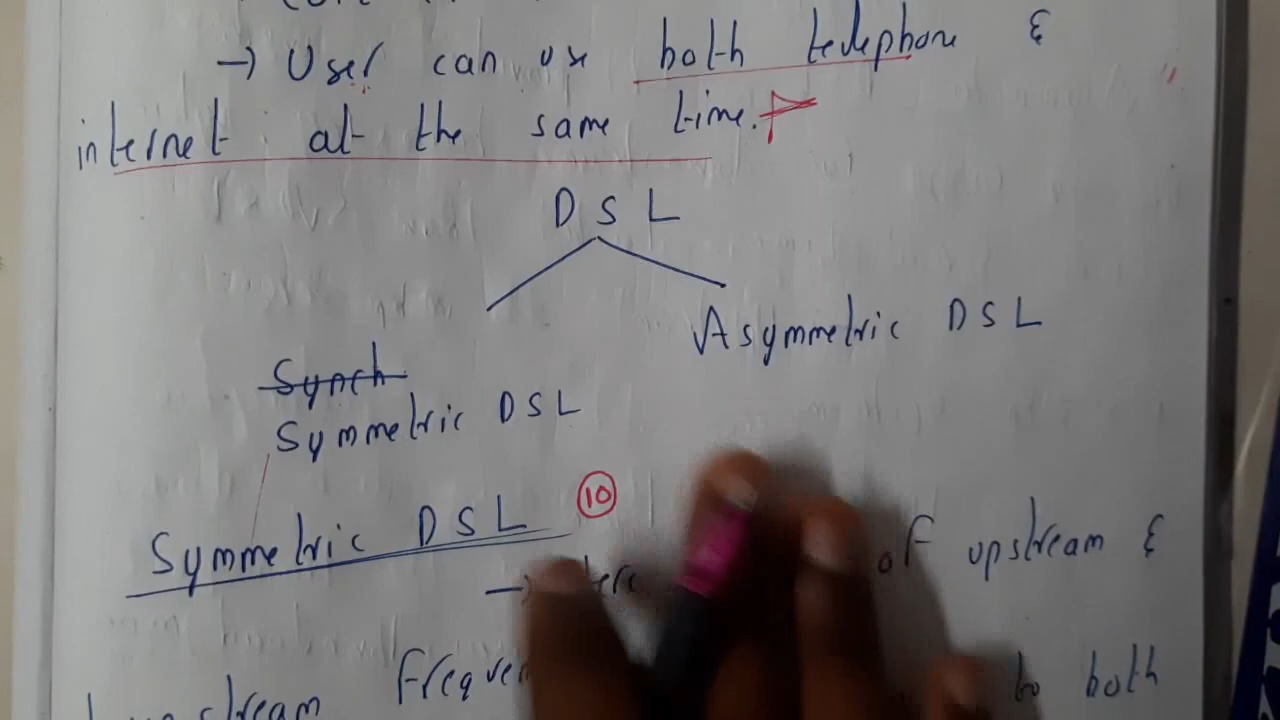 → User can use both telephone &
internet at the same time.
DSL
Asymmetric DSL
Synch
Symmetric DSL
Symmetric DSL 10
→ of upstream &
to both